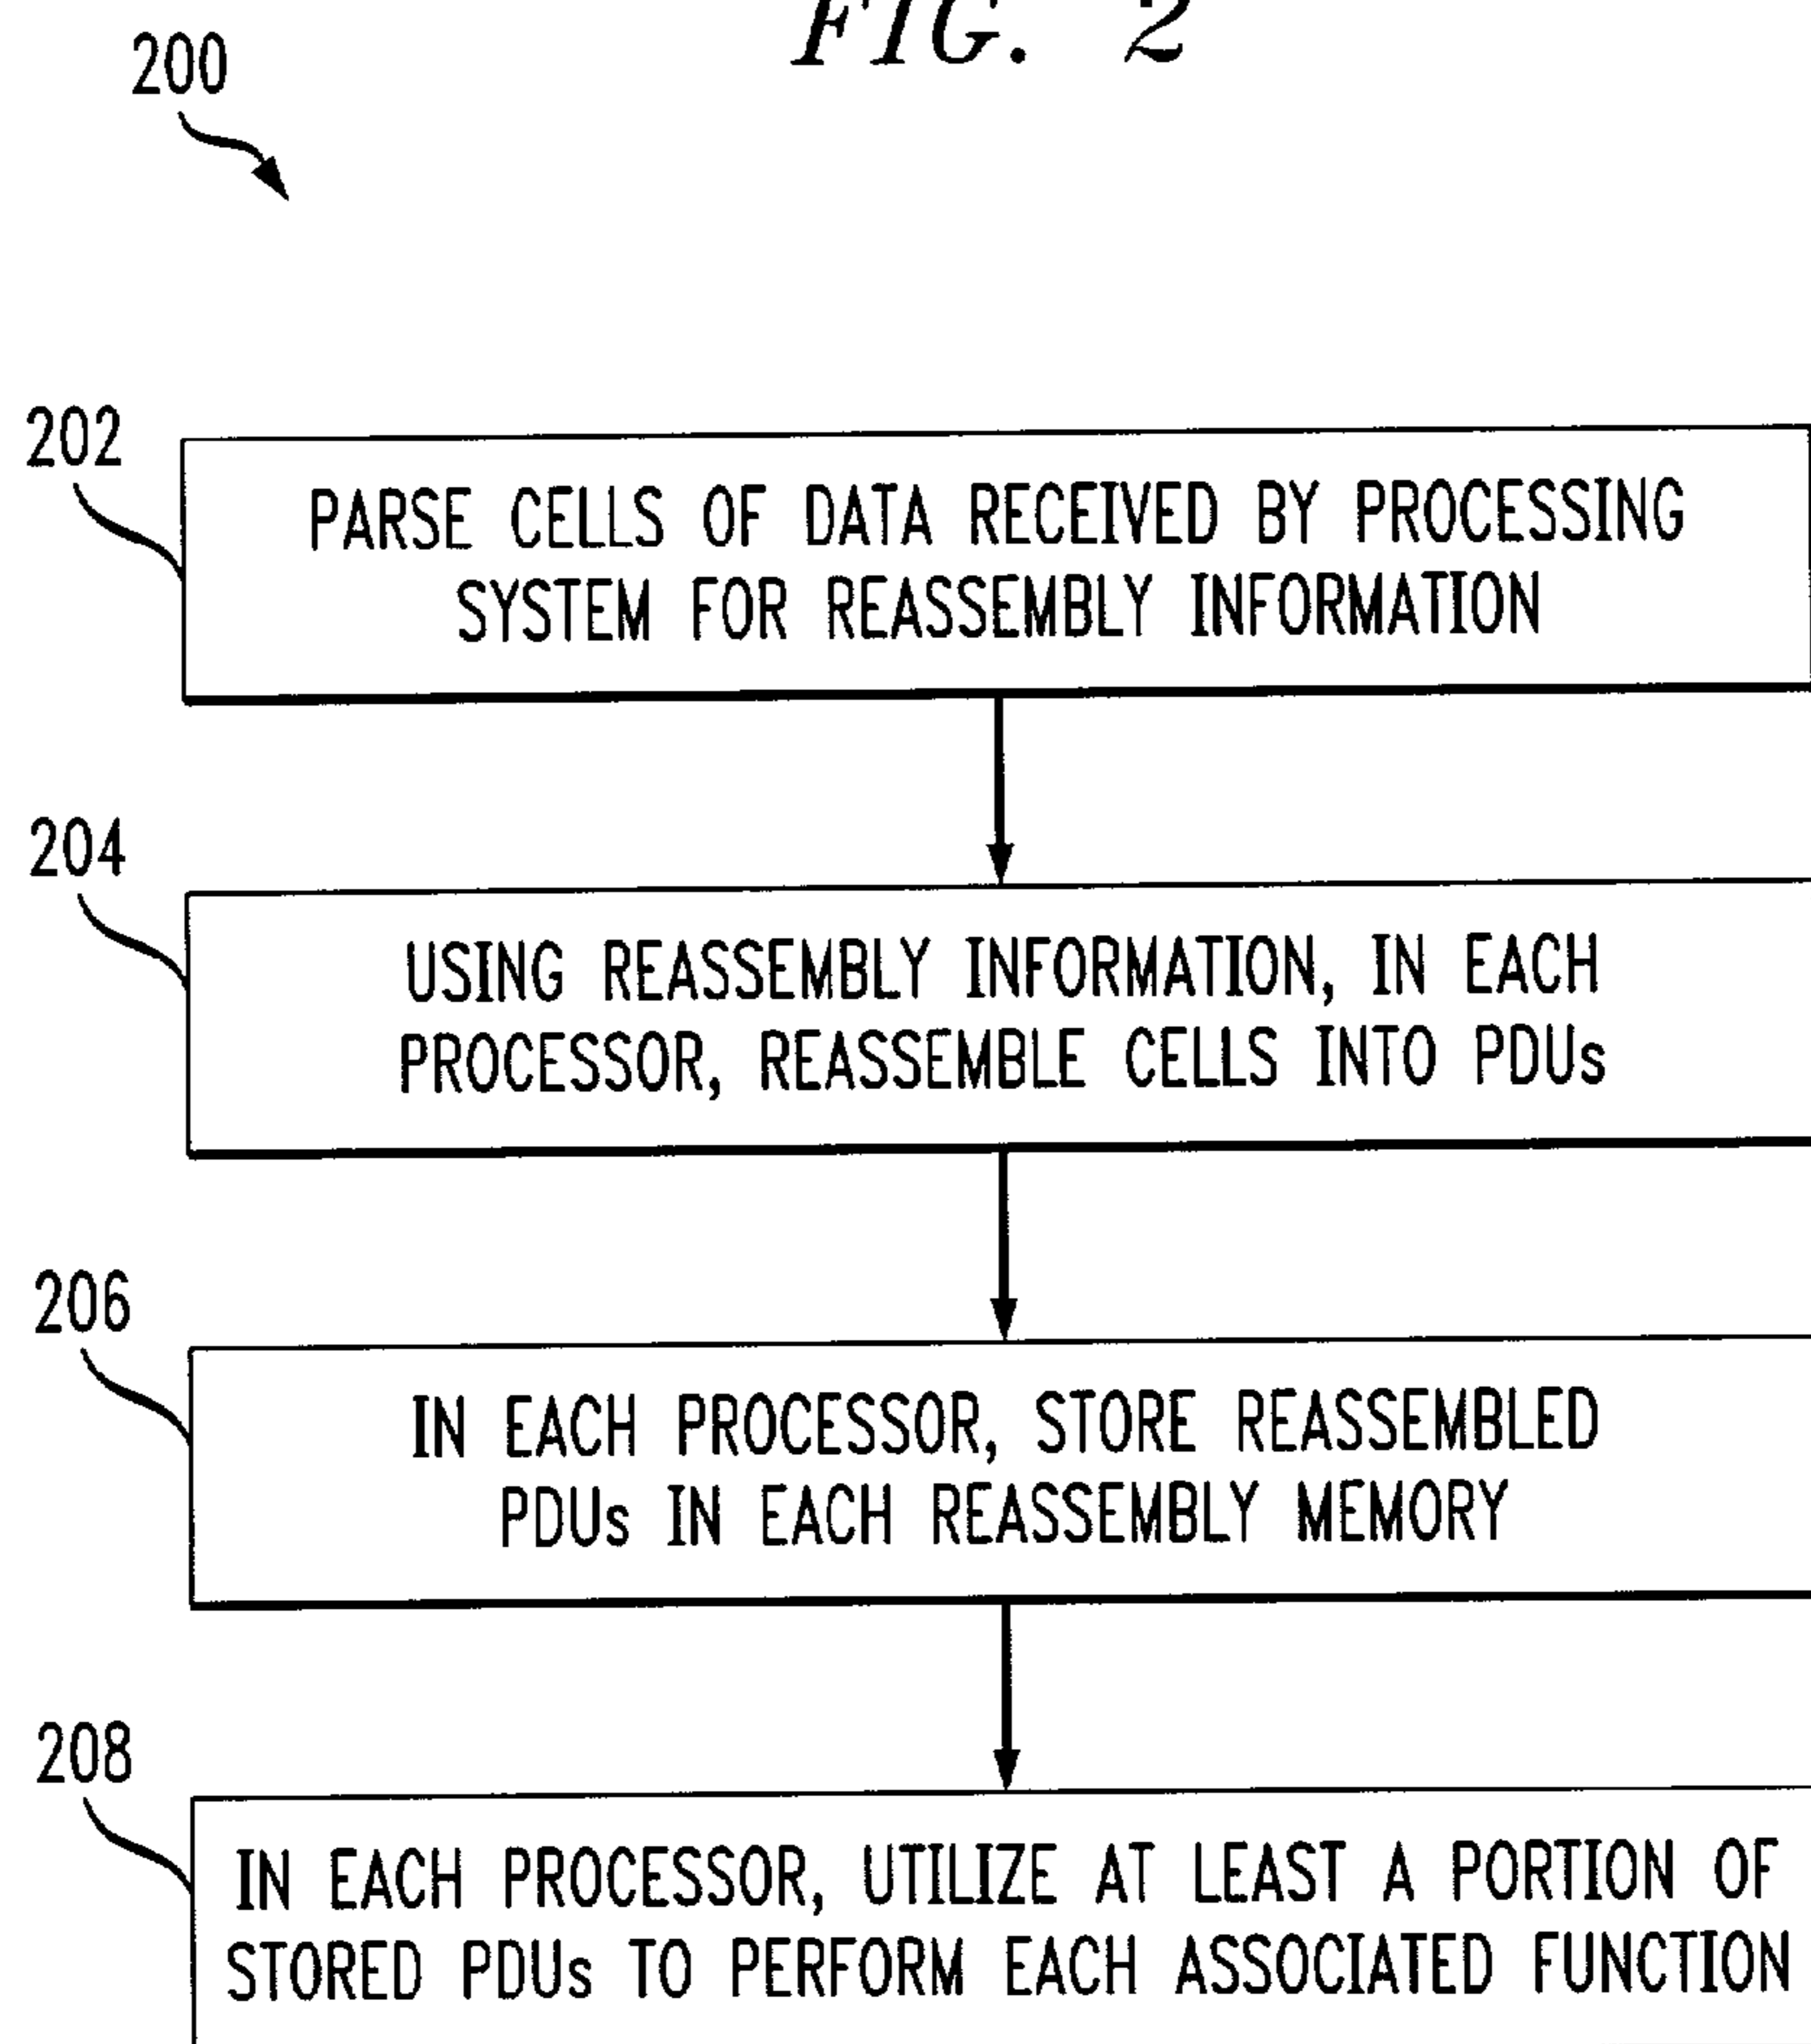 FIG. 2
200
202
PARSE CELLS OF DATA RECEIVED BY PROCESSING
SYSTEM FOR REASSEMBLY INFORMATION
204
USING REASSEMBLY INFORMATION, IN EACH
PROCESSOR, REASSEMBLE CELLS INTO PDUs
206
IN EACH PROCESSOR, STORE REASSEMBLED
PDUs IN EACH REASSEMBLY MEMORY
208
IN EACH PROCESSOR, UTILIZE AT LEAST A PORTION OF
STORED PDUs TO PERFORM EACH ASSOCIATED FUNCTION